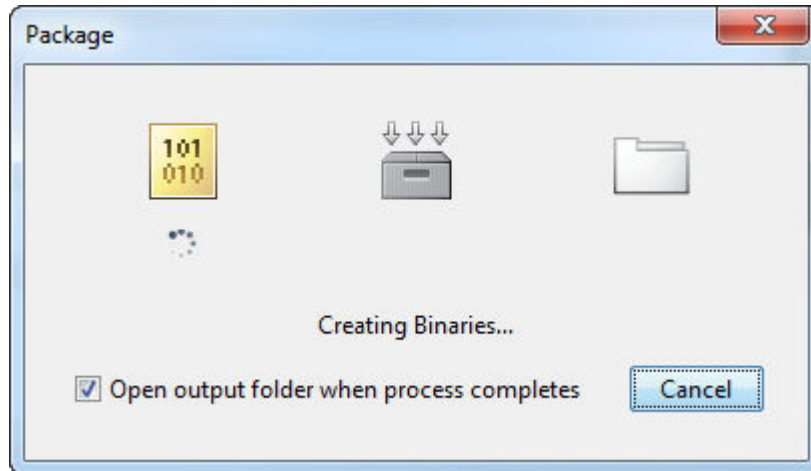 Package
101
010
Creating Binaries...
Open output folder when process completes
Cancel